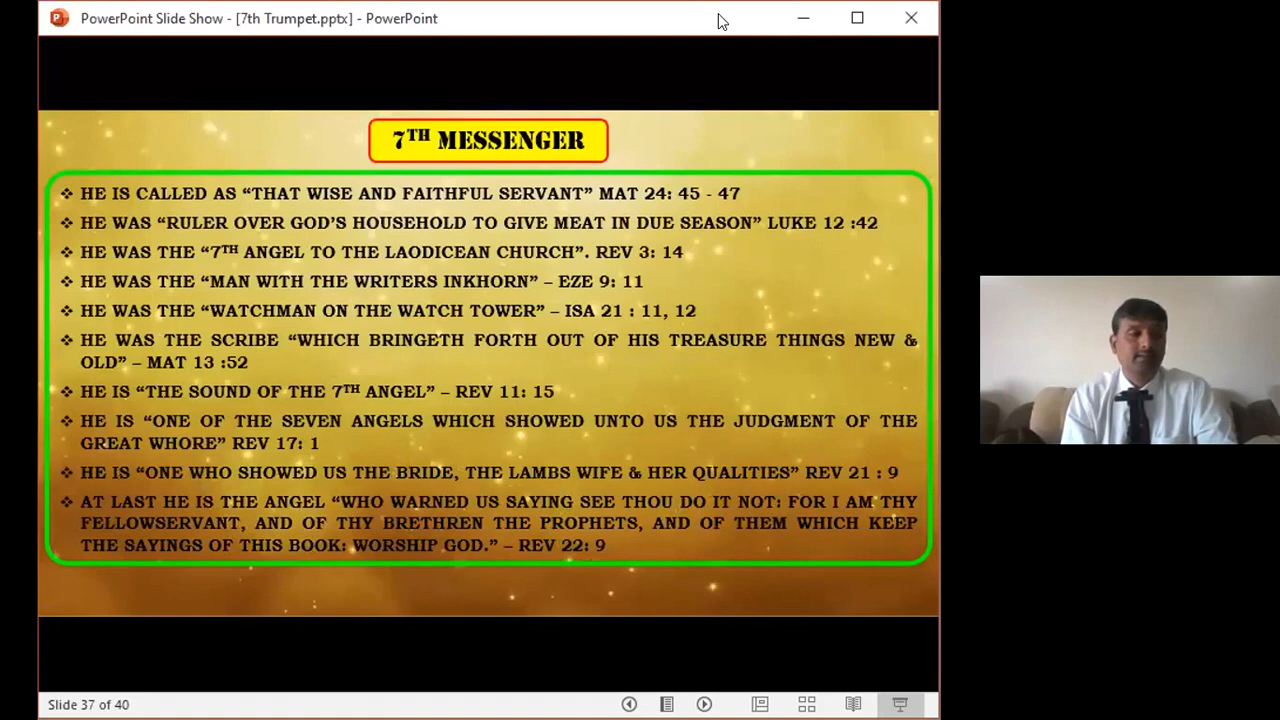 PowerPoint Slide Show - [7th Trumpet.pptx] - PowerPoint
7TH MESSENGER
❖ HE IS CALLED AS “THAT WISE AND FAITHFUL SERVANT” MAT 24: 45 - 47
❖ HE WAS “RULER OVER GOD’S HOUSEHOLD TO GIVE MEAT IN DUE SEASON” LUKE 12 :42
❖ HE WAS THE “7TH ANGEL TO THE LAODICEAN CHURCH”. REV 3: 14
❖ HE WAS THE “MAN WITH THE WRITERS INKHORN” – EZE 9: 11
❖ HE WAS THE “WATCHMAN ON THE WATCH TOWER” – ISA 21 : 11, 12
❖ HE WAS THE SCRIBE “WHICH BRINGETH FORTH OUT OF HIS TREASURE THINGS NEW &
OLD” – MAT 13 :52
❖ HE IS “THE SOUND OF THE 7TH ANGEL” – REV 11: 15
❖ HE IS “ONE OF THE SEVEN ANGELS WHICH SHOWED UNTO US THE JUDGMENT OF THE
GREAT WHORE” REV 17: 1
❖ HE IS “ONE WHO SHOWED US THE BRIDE, THE LAMBS WIFE & HER QUALITIES” REV 21 : 9
❖ AT LAST HE IS THE ANGEL “WHO WARNED US SAYING SEE THOU DO IT NOT: FOR I AM THY
FELLOWSERVANT, AND OF THY BRETHREN THE PROPHETS, AND OF THEM WHICH KEEP
THE SAYINGS OF THIS BOOK: WORSHIP GOD.” – REV 22: 9
Slide 37 of 40